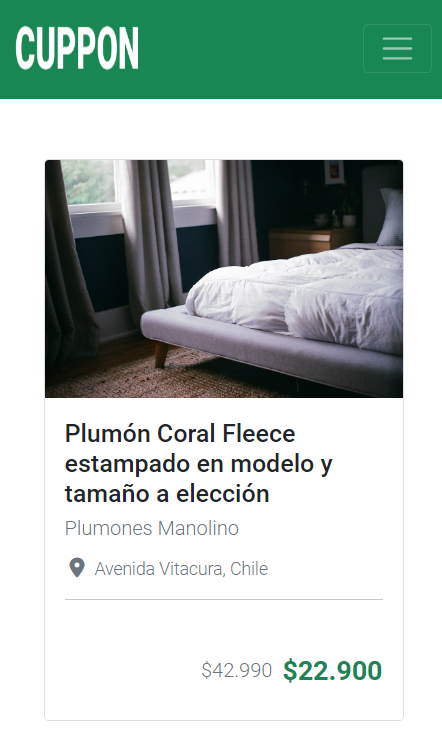 CUPPON
Plumón Coral Fleece
estampado en modelo y
tamaño a elección
Plumones Manolino
Avenida Vitacura, Chile
$42.990 $22.900